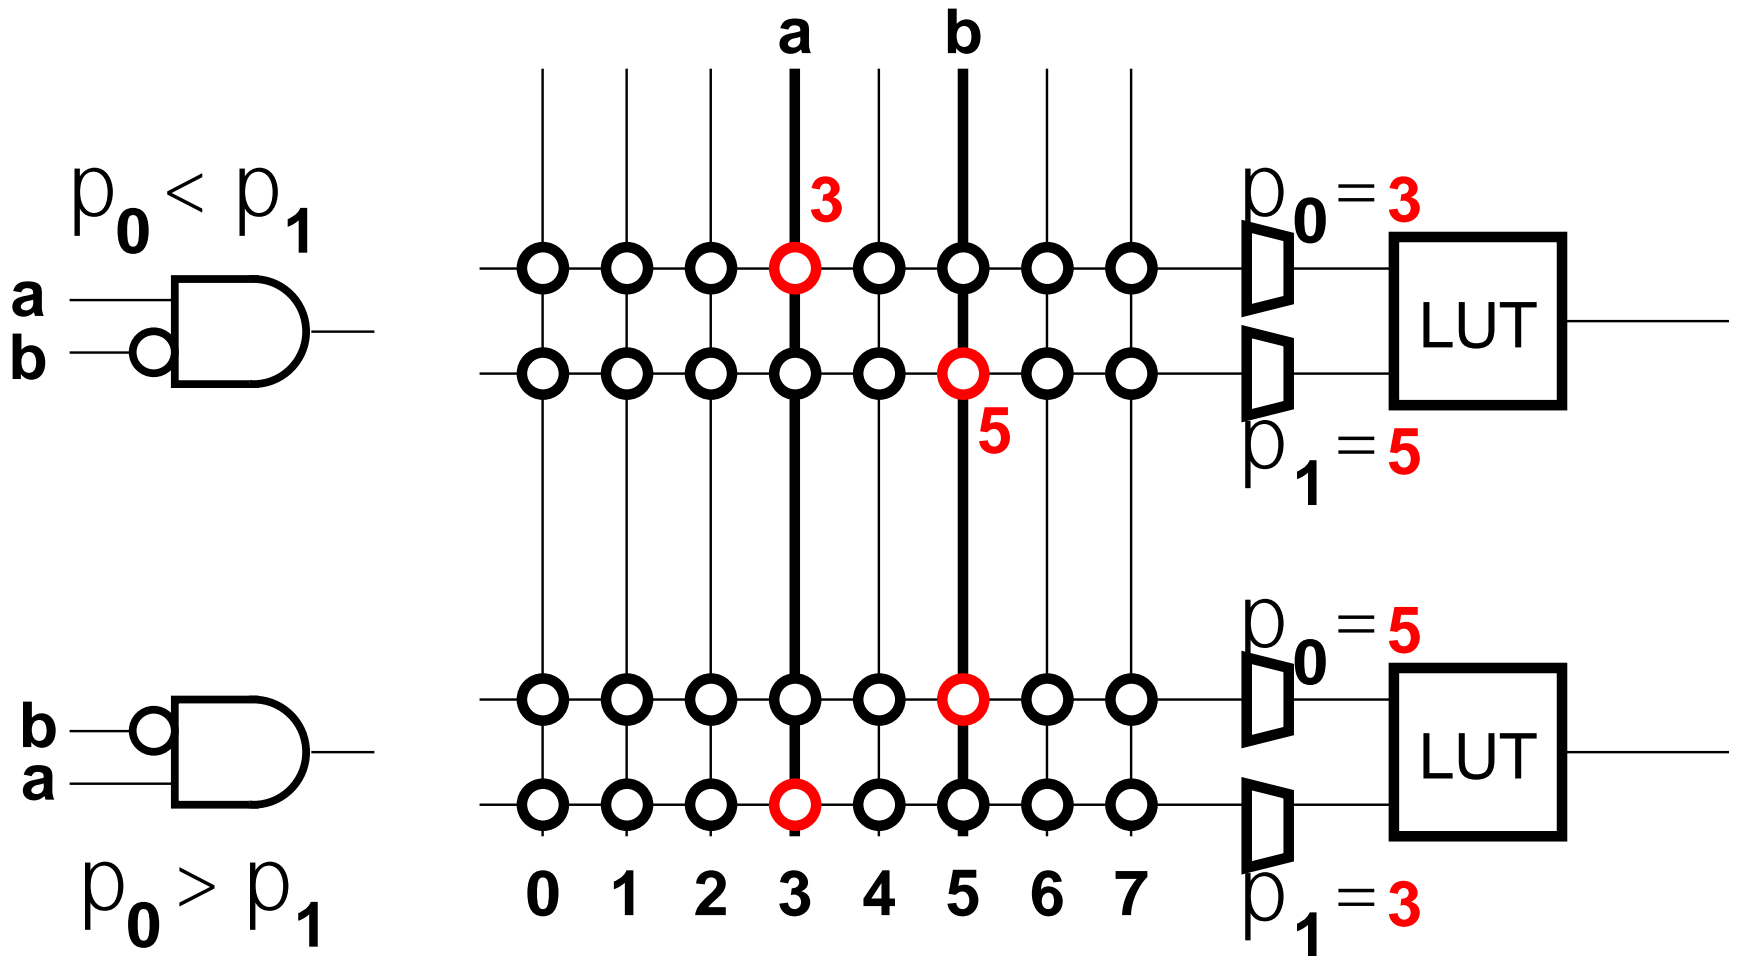 a b
p0 < p1
3
p0 = 3
a
b
LUT
5
p1 = 5
p0 = 5
b
a
LUT
p0 > p1
0 1 2 3 4 5 6 7
p1 = 3